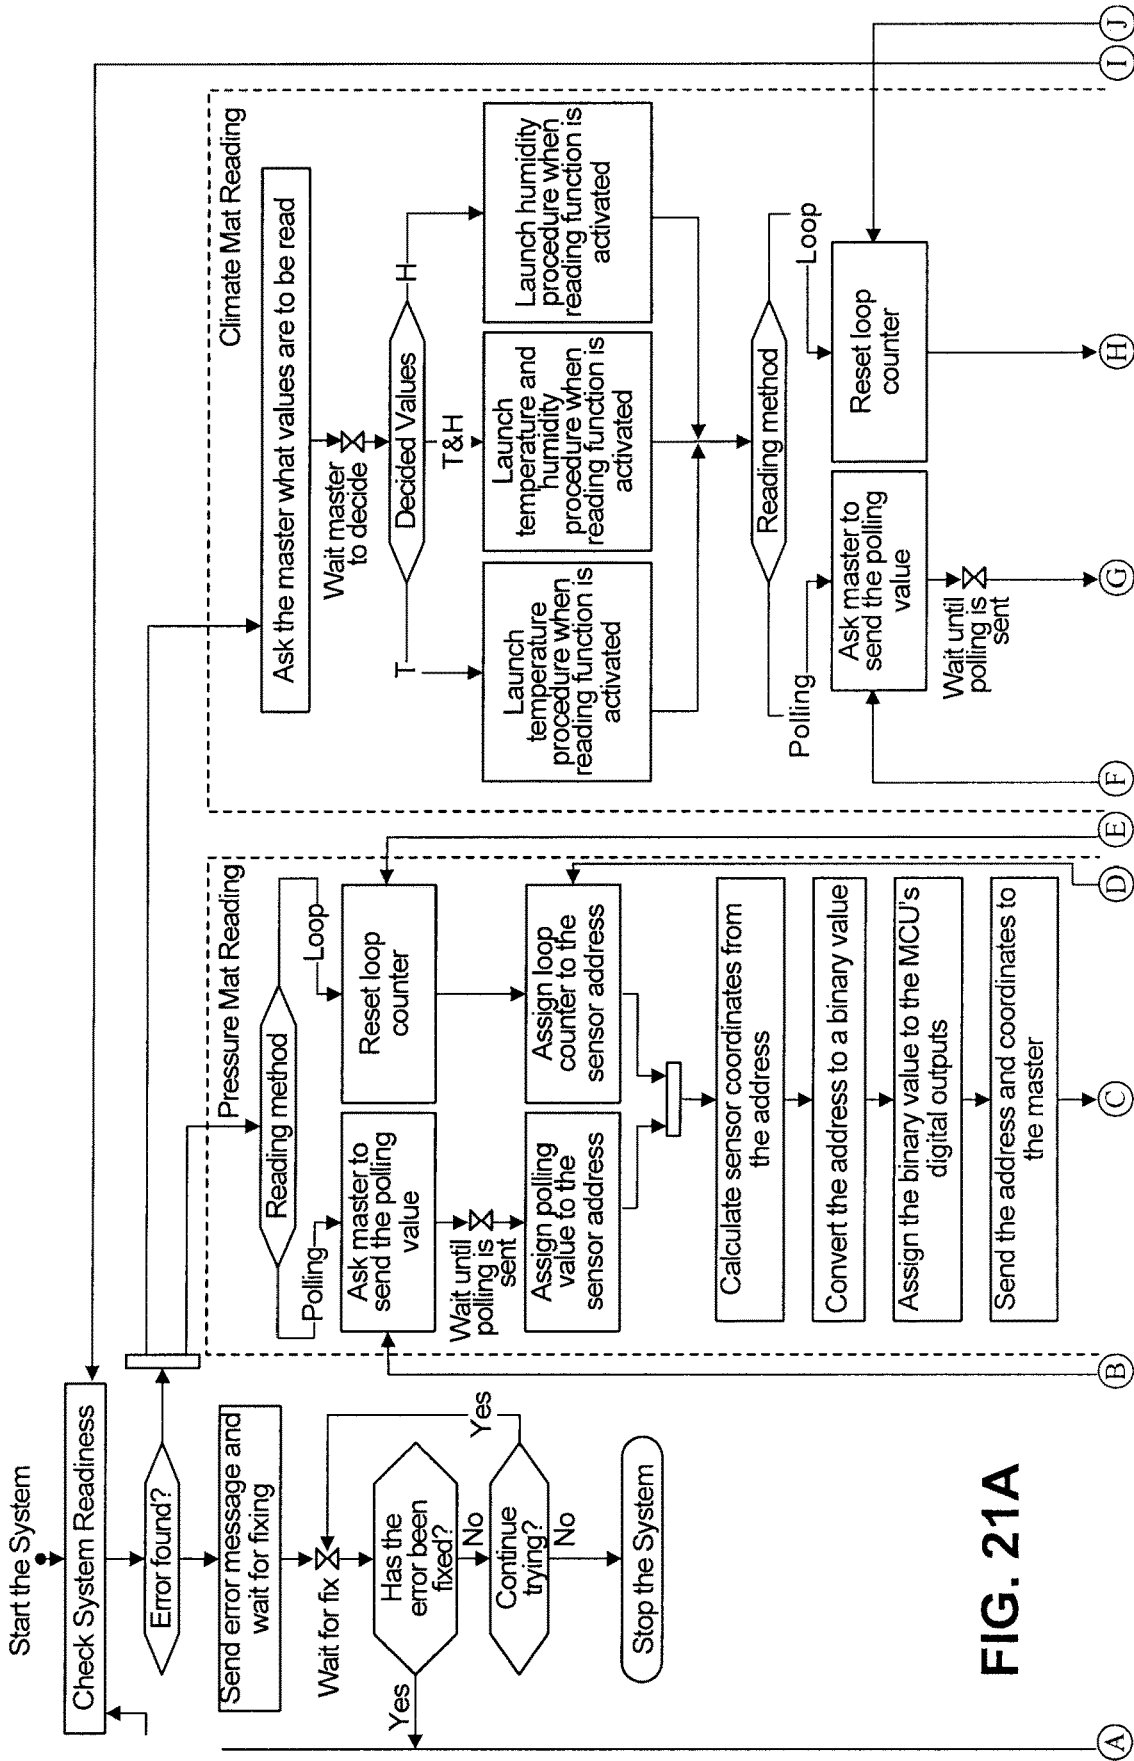 Start the System
Check System Readiness
Error found?
Send error message and
wait for fixing
Wait for fix
Has the
error been
fixed?
Yes
No
Continue
trying?
Yes
No
Stop the System
A
Pressure Mat Reading
Reading method
Polling
Loop
Ask master to
send the polling
value
Reset loop
counter
Wait until
polling is
sent
Assign polling
value to the
sensor address
Assign loop
counter to the
sensor address
Calculate sensor coordinates from
the address
Convert the address to a binary value
Assign the binary value to the MCU's
digital outputs
Send the address and coordinates to
the master
B
C
D
E
Climate Mat Reading
Ask the master what values are to be read
Wait master
to decide
Decided Values
T
T&H
H
Launch
temperature
procedure when
reading function is
activated
Launch
temperature and
humidity
procedure when
reading function is
activated
Launch humidity
procedure when
reading function is
activated
Reading method
Polling
Loop
Ask master to
send the polling
value
Reset loop
counter
Wait until
polling is
sent
F
G
H
I
J
FIG. 21A